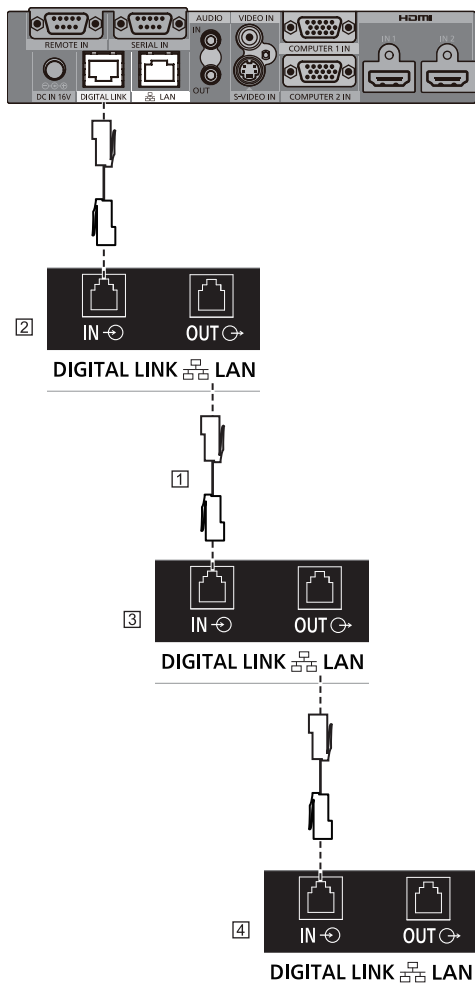 AUDIO VIDEO IN HDMI
REMOTE IN SERIAL IN IN COMPUTER 1 IN IN 1 IN 2
DC IN 16V DIGITAL LINK LAN OUT S-VIDEO IN COMPUTER 2 IN
2
IN OUT
DIGITAL LINK LAN
1
3
IN OUT
DIGITAL LINK LAN
4
IN OUT
DIGITAL LINK LAN